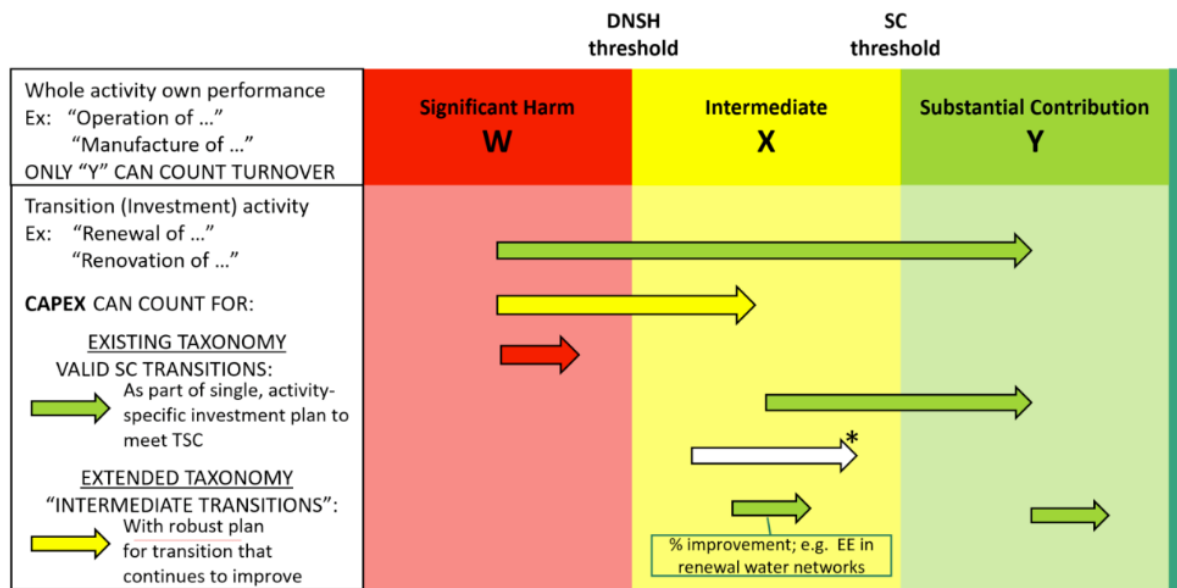 DNSH
threshold
SC
threshold
Whole activity own performance
Ex: “Operation of ...”
“Manufacture of ...”
ONLY “Y” CAN COUNT TURNOVER
Significant Harm
W
Intermediate
X
Substantial Contribution
Y
Transition (Investment) activity
Ex: “Renewal of ...”
“Renovation of ...”
CAPEX CAN COUNT FOR:
EXISTING TAXONOMY
VALID SC TRANSITIONS:
As part of single, activity-
specific investment plan to
meet TSC
EXTENDED TAXONOMY
“INTERMEDIATE TRANSITIONS”:
With robust plan
for transition that
continues to improve
*
% improvement; e.g. EE in
renewal water networks